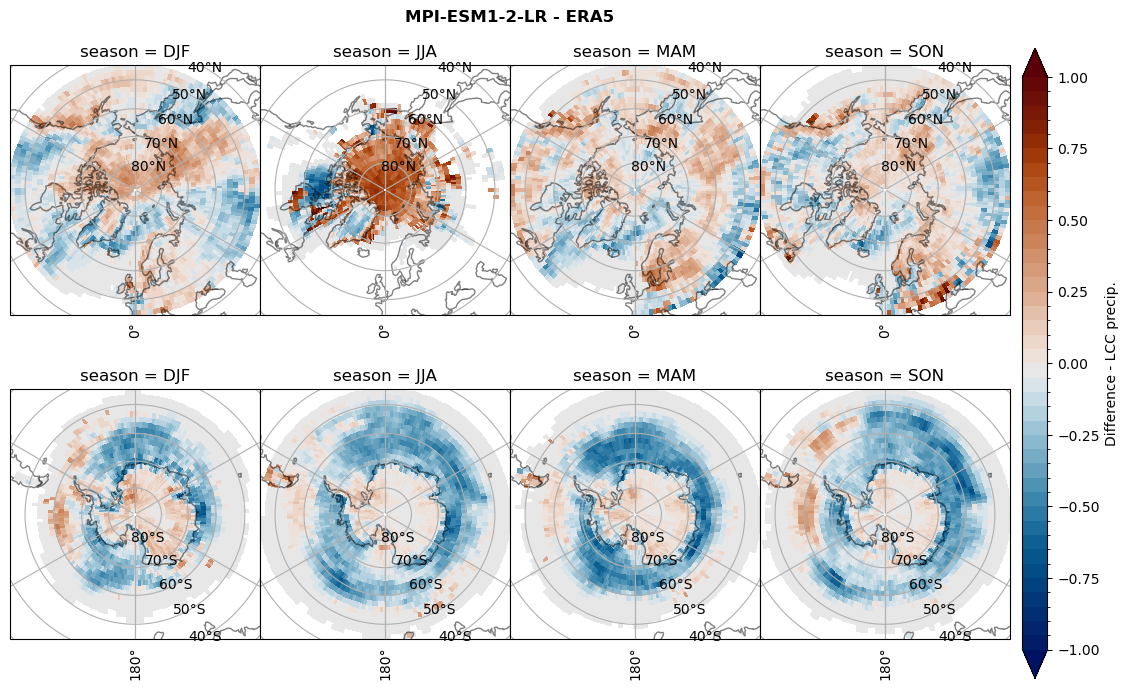 MPI-ESM1-2-LR - ERA5
season = DJF
season = JJA
season = MAM
season = SON
40°N
40°N
40°N
40°N
50°N
50°N
50°N
50°N
60°N
60°N
60°N
60°N
70°N
70°N
70°N
70°N
80°N
80°N
80°N
80°N
0°
0°
0°
0°
season = DJF
season = JJA
season = MAM
season = SON
80°S
80°S
80°S
80°S
70°S
70°S
70°S
70°S
60°S
60°S
60°S
60°S
50°S
50°S
50°S
50°S
40°S
40°S
40°S
40°S
180°
180°
180°
180°
1.00
0.75
0.50
0.25
0.00
−0.25
−0.50
−0.75
−1.00
Difference - LCC precip.